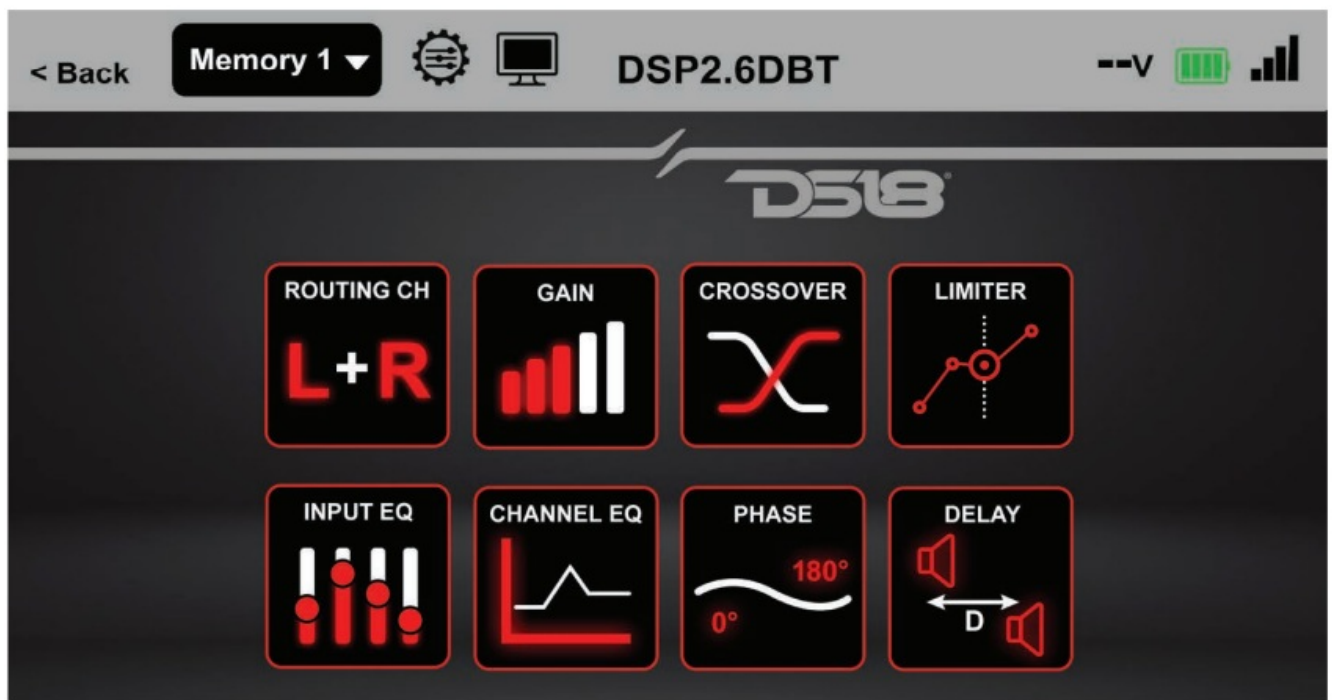 < Back
Memory 1
DSP2.6DBT
--V
DS18
ROUTING CH
GAIN
CROSSOVER
LIMITER
L+R
INPUT EQ
CHANNEL EQ
PHASE
DELAY
180°
0°
D